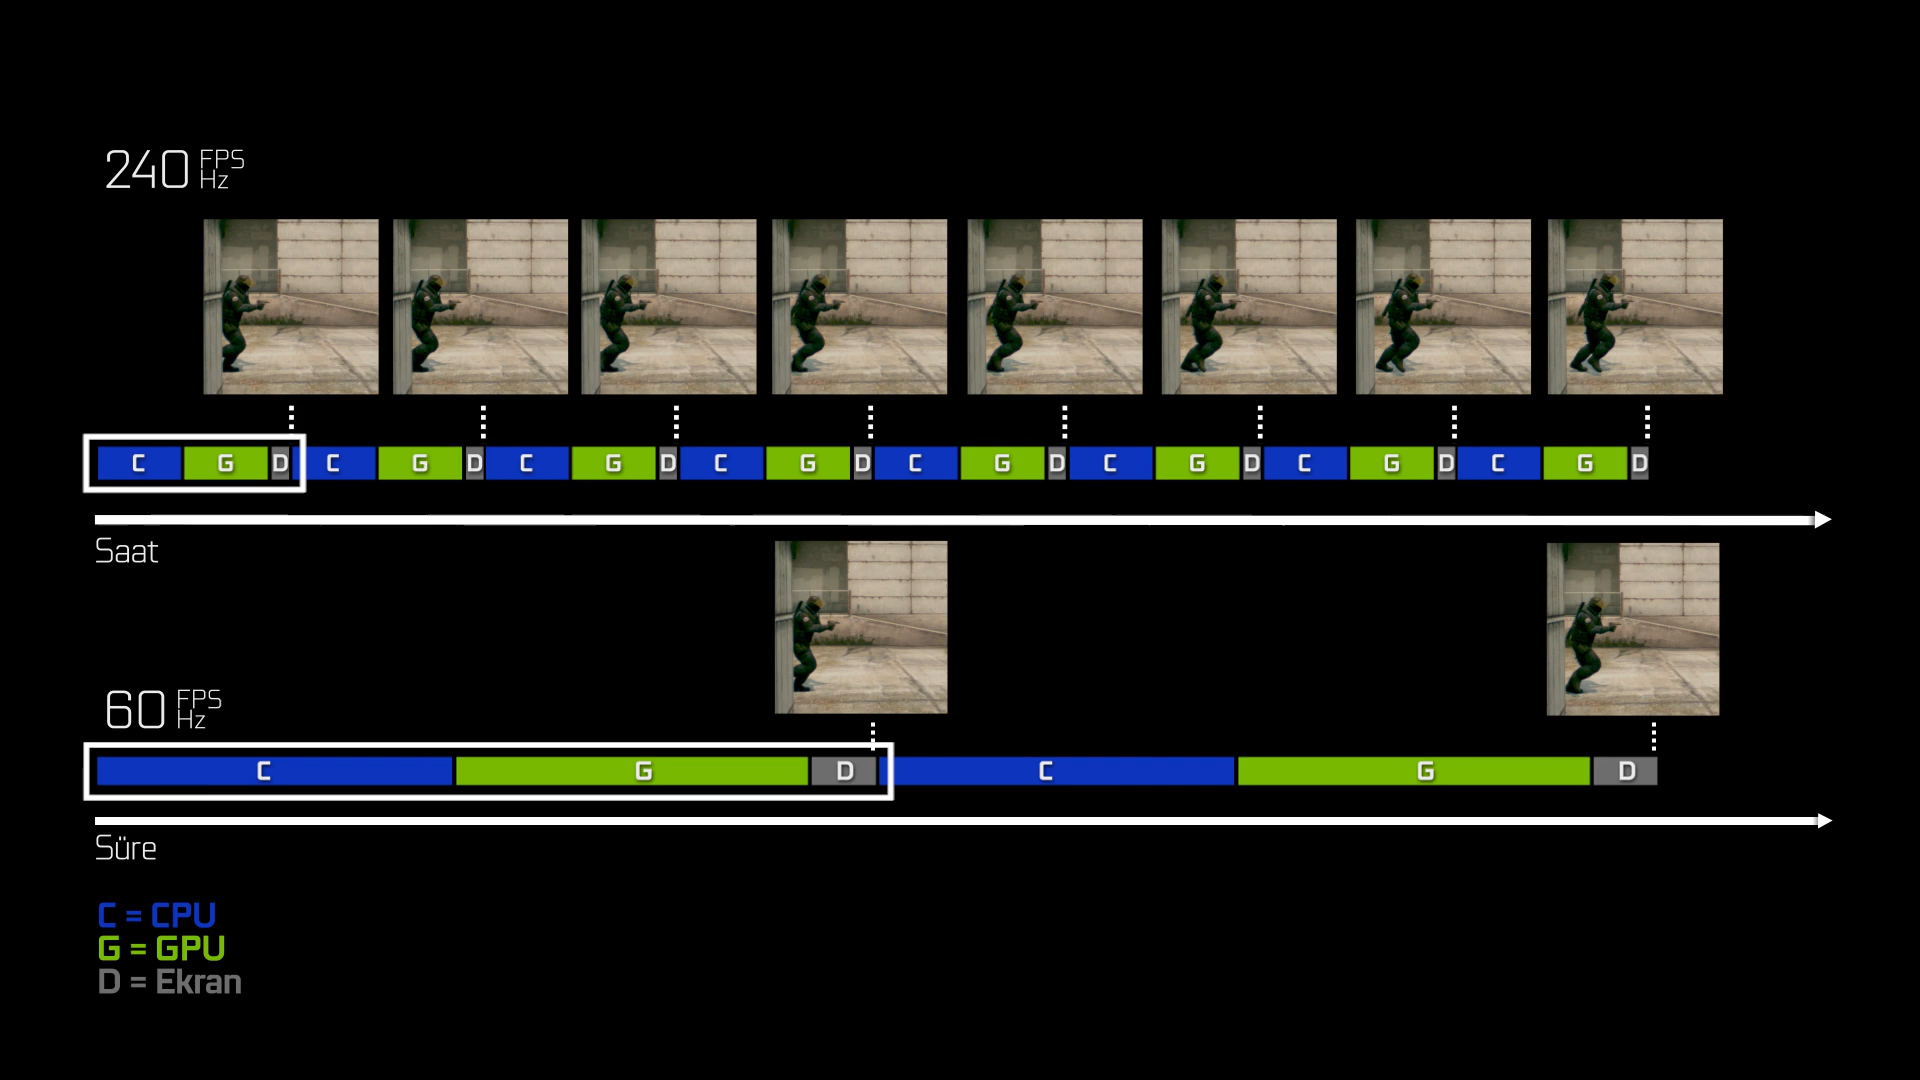 240 FPS
Hz
C G D C G D C G D C G D C G D C G D C G D C G D
Saat
60 FPS
Hz
C G D C G D
Süre
C = CPU
G = GPU
D = Ekran